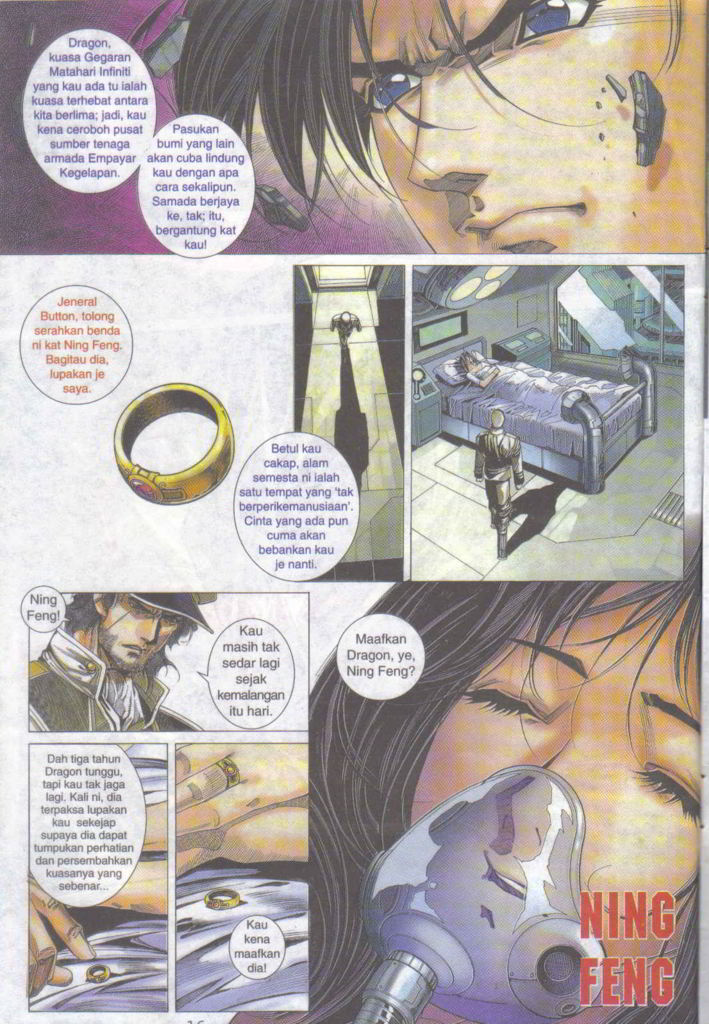 Dragon,
kuasa Gegaran
Matahari Infiniti
yang kau ada tu ialah
kuasa terhebat antara
kita berlima; jadi, kau
kena ceroboh pusat
sumber tenaga
armada Empayar
Kegelapan.
Pasukan
bumi yang lain
akan cuba lindung
kau dengan apa
cara sekalipun.
Samada berjaya
ke, tak; itu,
bergantung kat
kau!
Jeneral
Button, tolong
serahkan benda
ni kat Ning Feng.
Bagitau dia,
lupakan je
saya.
Betul kau
cakap, alam
semesta ni ialah
satu tempat yang 'tak
berperikemanusiaan'.
Cinta yang ada pun
cuma akan
bebankan kau
je nanti.
Ning
Feng!
Kau
masih tak
sedar lagi
sejak
kemalangan
itu hari.
Maafkan
Dragon, ye,
Ning Feng?
Dah tiga tahun
Dragon tunggu,
tapi kau tak jaga
lagi. Kali ni, dia
terpaksa lupakan
kau sekejap
supaya dia dapat
tumpukan perhatian
dan persembahkan
kuasanya yang
sebenar...
Kau
kena
maafkan
dia!
NING
FENG